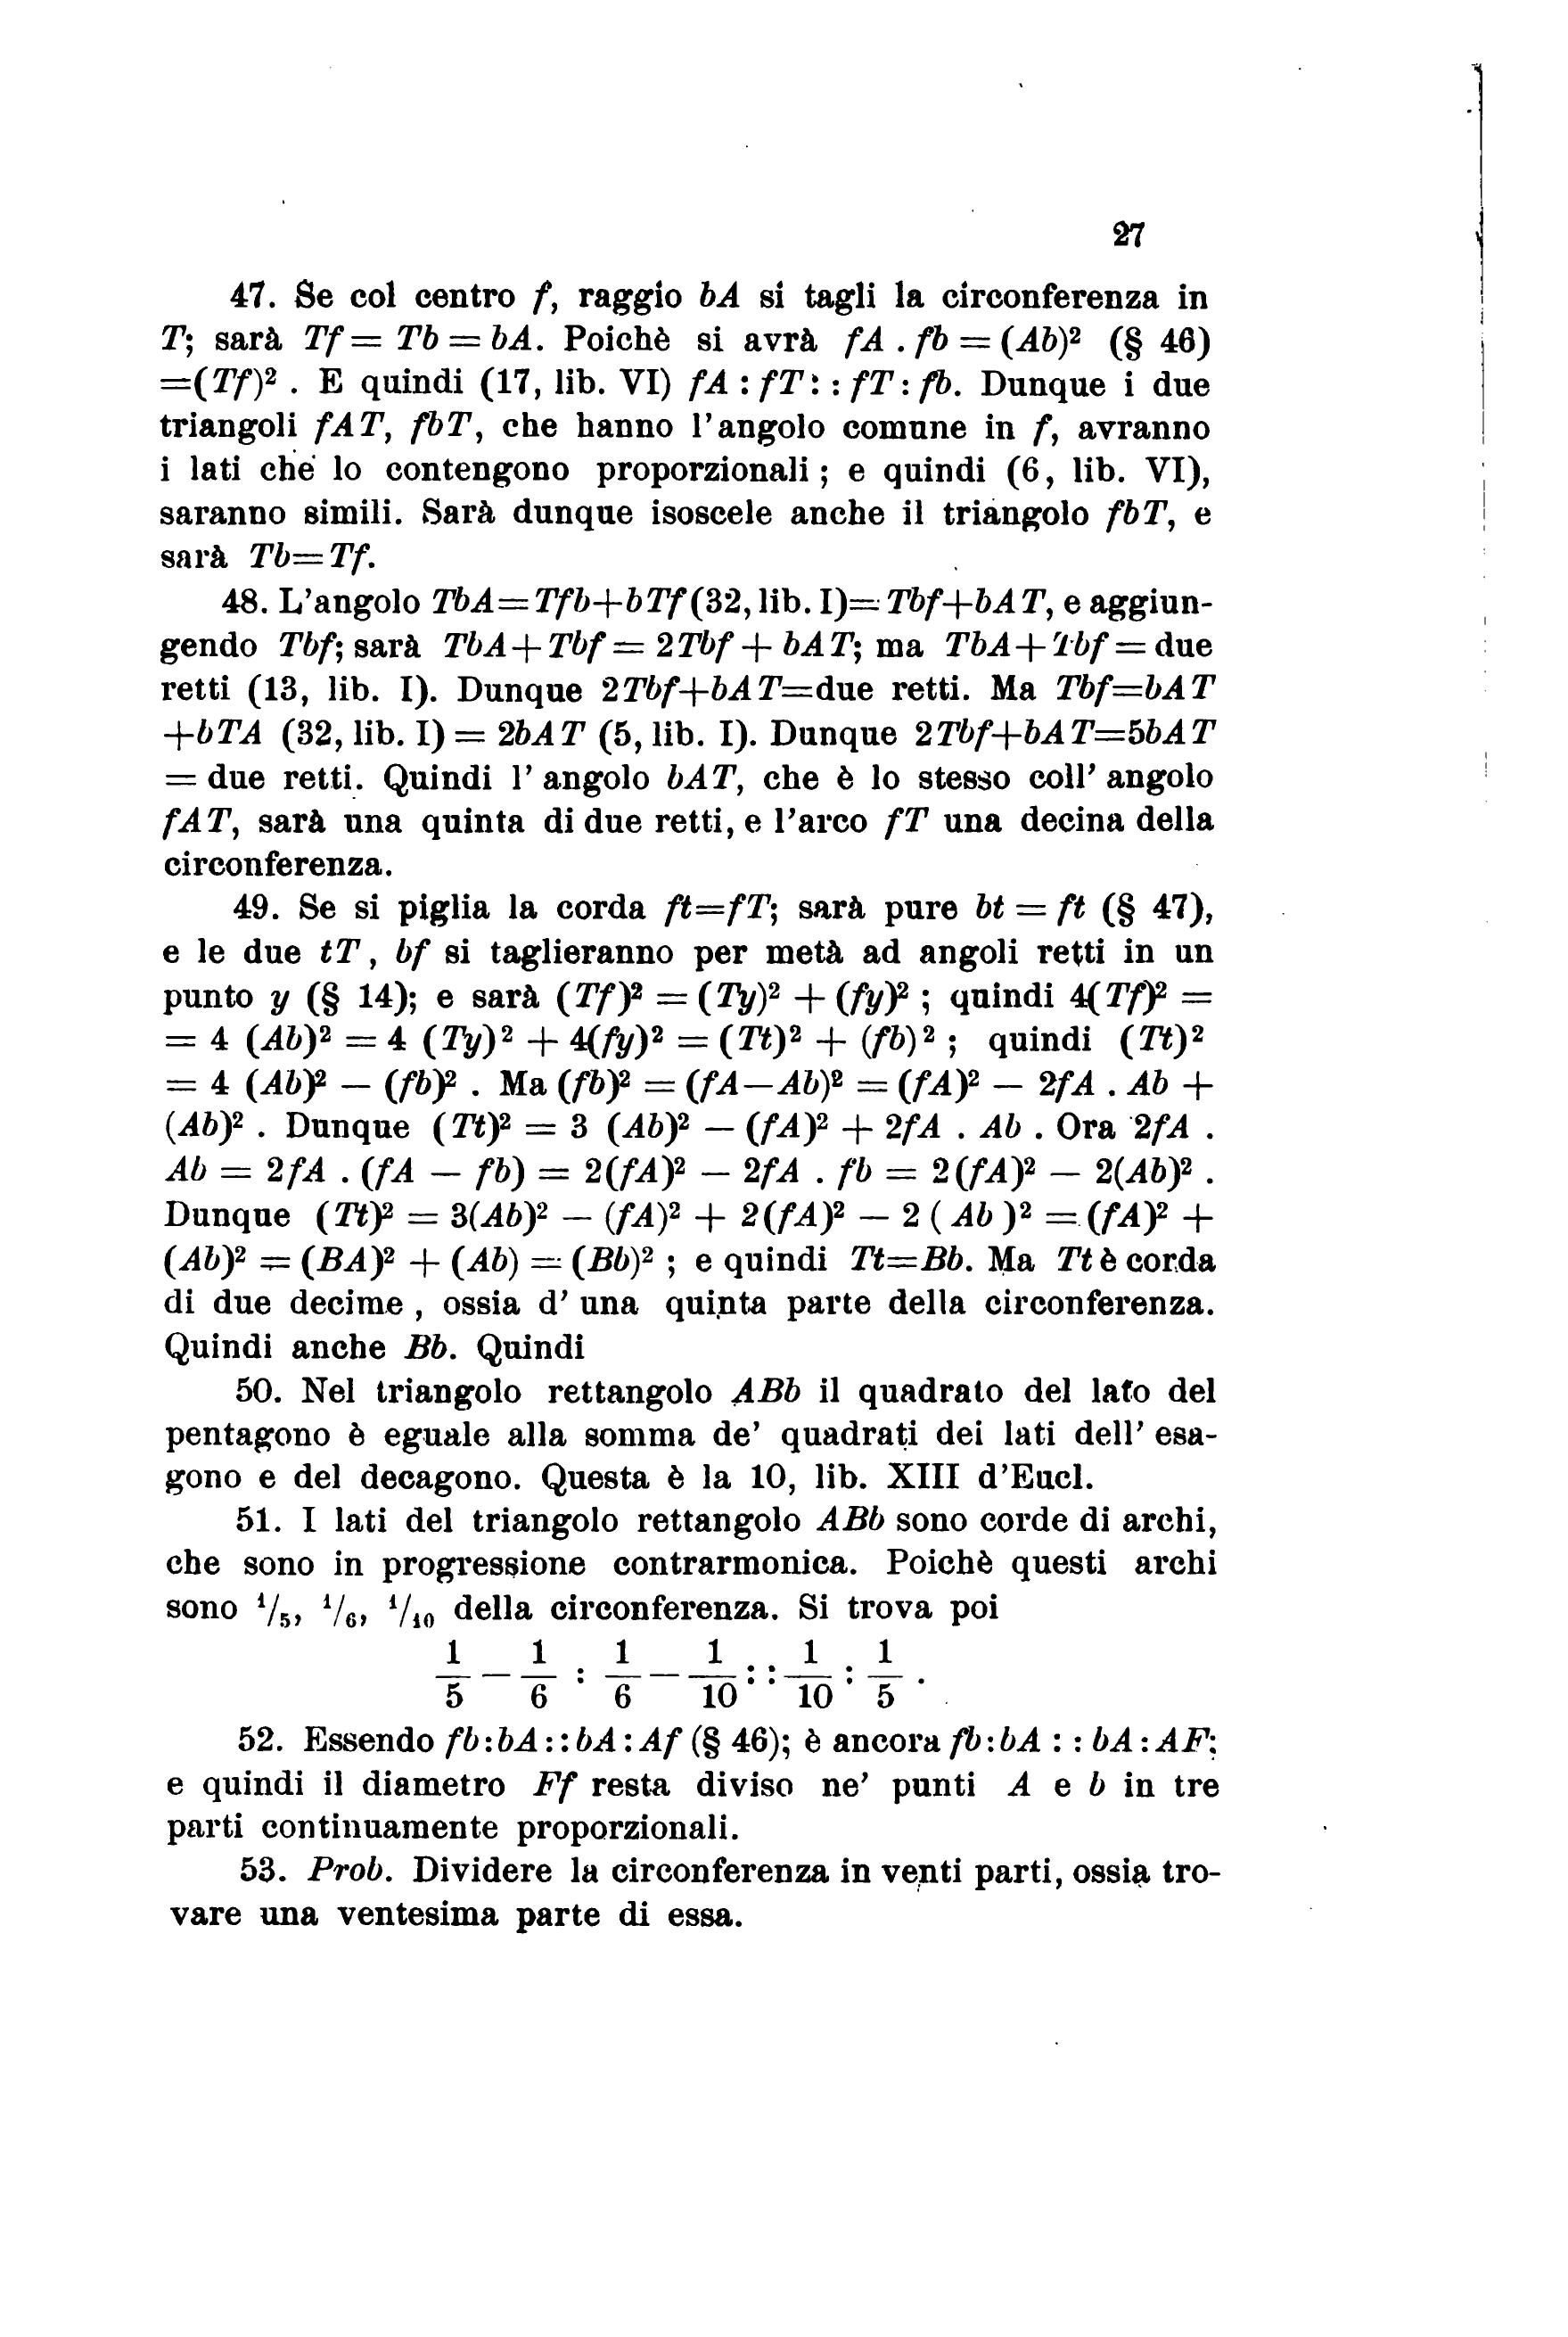 27
47. Se col centro f, raggio bA si tagli la circonferenza in
T; sarà Tf = Tb = bA. Poichè si avrà fA . fb = (Ab)² (§ 46)
=(Tf)² . E quindi (17, lib. VI) fA : fT : : fT : fb. Dunque i due
triangoli fAT, fbT, che hanno l'angolo comune in f, avranno
i lati che lo contengono proporzionali ; e quindi (6, lib. VI),
saranno simili. Sarà dunque isoscele anche il triangolo fbT, e
sarà Tb=Tf.
48. L'angolo TbA=Tfb+bTf (32, lib. I)=Tbf+bAT, e aggiun-
gendo Tbf; sarà TbA+Tbf = 2Tbf + bAT; ma TbA+Tbf = due
retti (13, lib. I). Dunque 2Tbf+bAT=due retti. Ma Tbf=bAT
+bTA (32, lib. I) = 2bAT (5, lib. I). Dunque 2Tbf+bAT=5bAT
= due retti. Quindi l' angolo bAT, che è lo stesso coll' angolo
fAT, sarà una quinta di due retti, e l'arco fT una decina della
circonferenza.
49. Se si piglia la corda ft=fT; sarà pure bt = ft (§ 47),
e le due tT, bf si taglieranno per metà ad angoli retti in un
punto y (§ 14); e sarà (Tf)² = (Ty)² + (fy)² ; quindi 4(Tf)² =
= 4 (Ab)² = 4 (Ty)² + 4(fy)² = (Tt)² + (fb)² ; quindi (Tt)²
= 4 (Ab)² — (fb)² . Ma (fb)² = (fA—Ab)² = (fA)² — 2fA . Ab +
(Ab)² . Dunque (Tt)² = 3 (Ab)² — (fA)² + 2fA . Ab . Ora 2fA .
Ab = 2fA . (fA — fb) = 2(fA)² — 2fA . fb = 2(fA)² — 2(Ab)² .
Dunque (Tt)² = 3(Ab)² — (fA)² + 2(fA)² — 2 ( Ab )² = (fA)² +
(Ab)² = (BA)² + (Ab) = (Bb)² ; e quindi Tt=Bb. Ma Tt è corda
di due decime , ossia d' una quinta parte della circonferenza.
Quindi anche Bb. Quindi
50. Nel triangolo rettangolo ABb il quadrato del lato del
pentagono è eguale alla somma de' quadrati dei lati dell' esa-
gono e del decagono. Questa è la 10, lib. XIII d'Eucl.
51. I lati del triangolo rettangolo ABb sono corde di archi,
che sono in progressione contrarmonica. Poichè questi archi
sono 1/5, 1/6, 1/10 della circonferenza. Si trova poi
1/5 — 1/6 : 1/6 — 1/10 : : 1/10 : 1/5 .
52. Essendo fb : bA : : bA : Af (§ 46); è ancora fb : bA : : bA : AF;
e quindi il diametro Ff resta diviso ne' punti A e b in tre
parti continuamente proporzionali.
53. Prob. Dividere la circonferenza in venti parti, ossia tro-
vare una ventesima parte di essa.